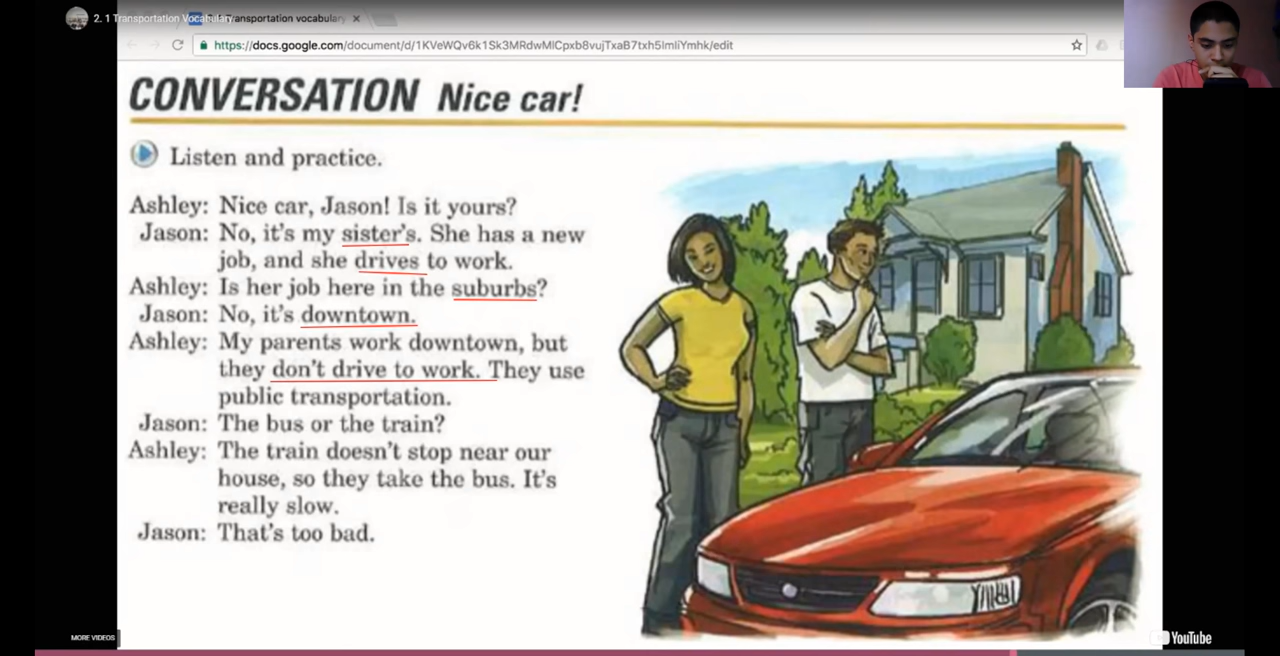 2. 1 Transportation Vocabulary
Transportation vocabulary
https://docs.google.com/document/d/1KVeWQv6k1Sk3MRdwMlCpxb8vujTxaB7txh5lmliYmhk/edit
CONVERSATION Nice car!
Listen and practice.
Ashley: Nice car, Jason! Is it yours?
Jason: No, it's my sister's. She has a new
job, and she drives to work.
Ashley: Is her job here in the suburbs?
Jason: No, it's downtown.
Ashley: My parents work downtown, but
they don't drive to work. They use
public transportation.
Jason: The bus or the train?
Ashley: The train doesn't stop near our
house, so they take the bus. It's
really slow.
Jason: That's too bad.
MORE VIDEOS
YouTube